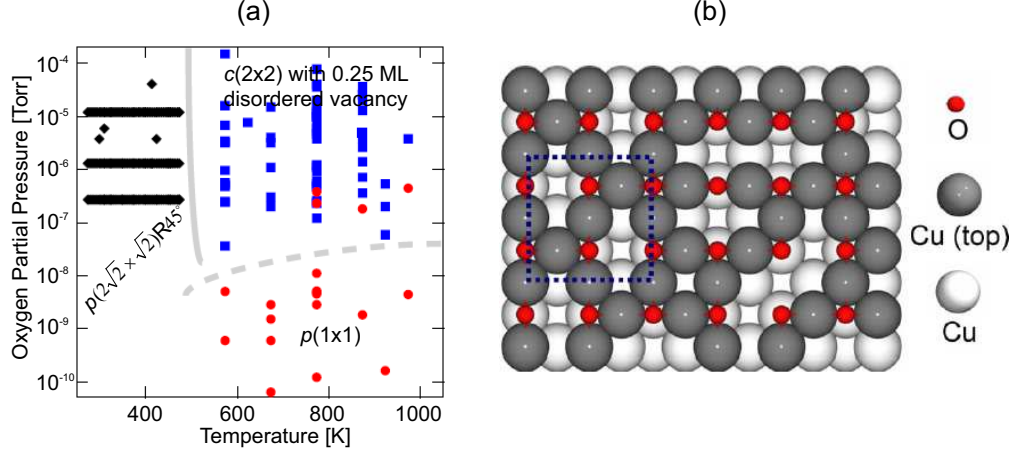 (a)
(b)
Oxygen Partial Pressure [Torr]
10⁻⁴
10⁻⁵
10⁻⁶
10⁻⁷
10⁻⁸
10⁻⁹
10⁻¹⁰
c(2x2) with 0.25 ML
disordered vacancy
p(2√2×√2)R45°
p(1x1)
400
600
800
1000
Temperature [K]
O
Cu (top)
Cu